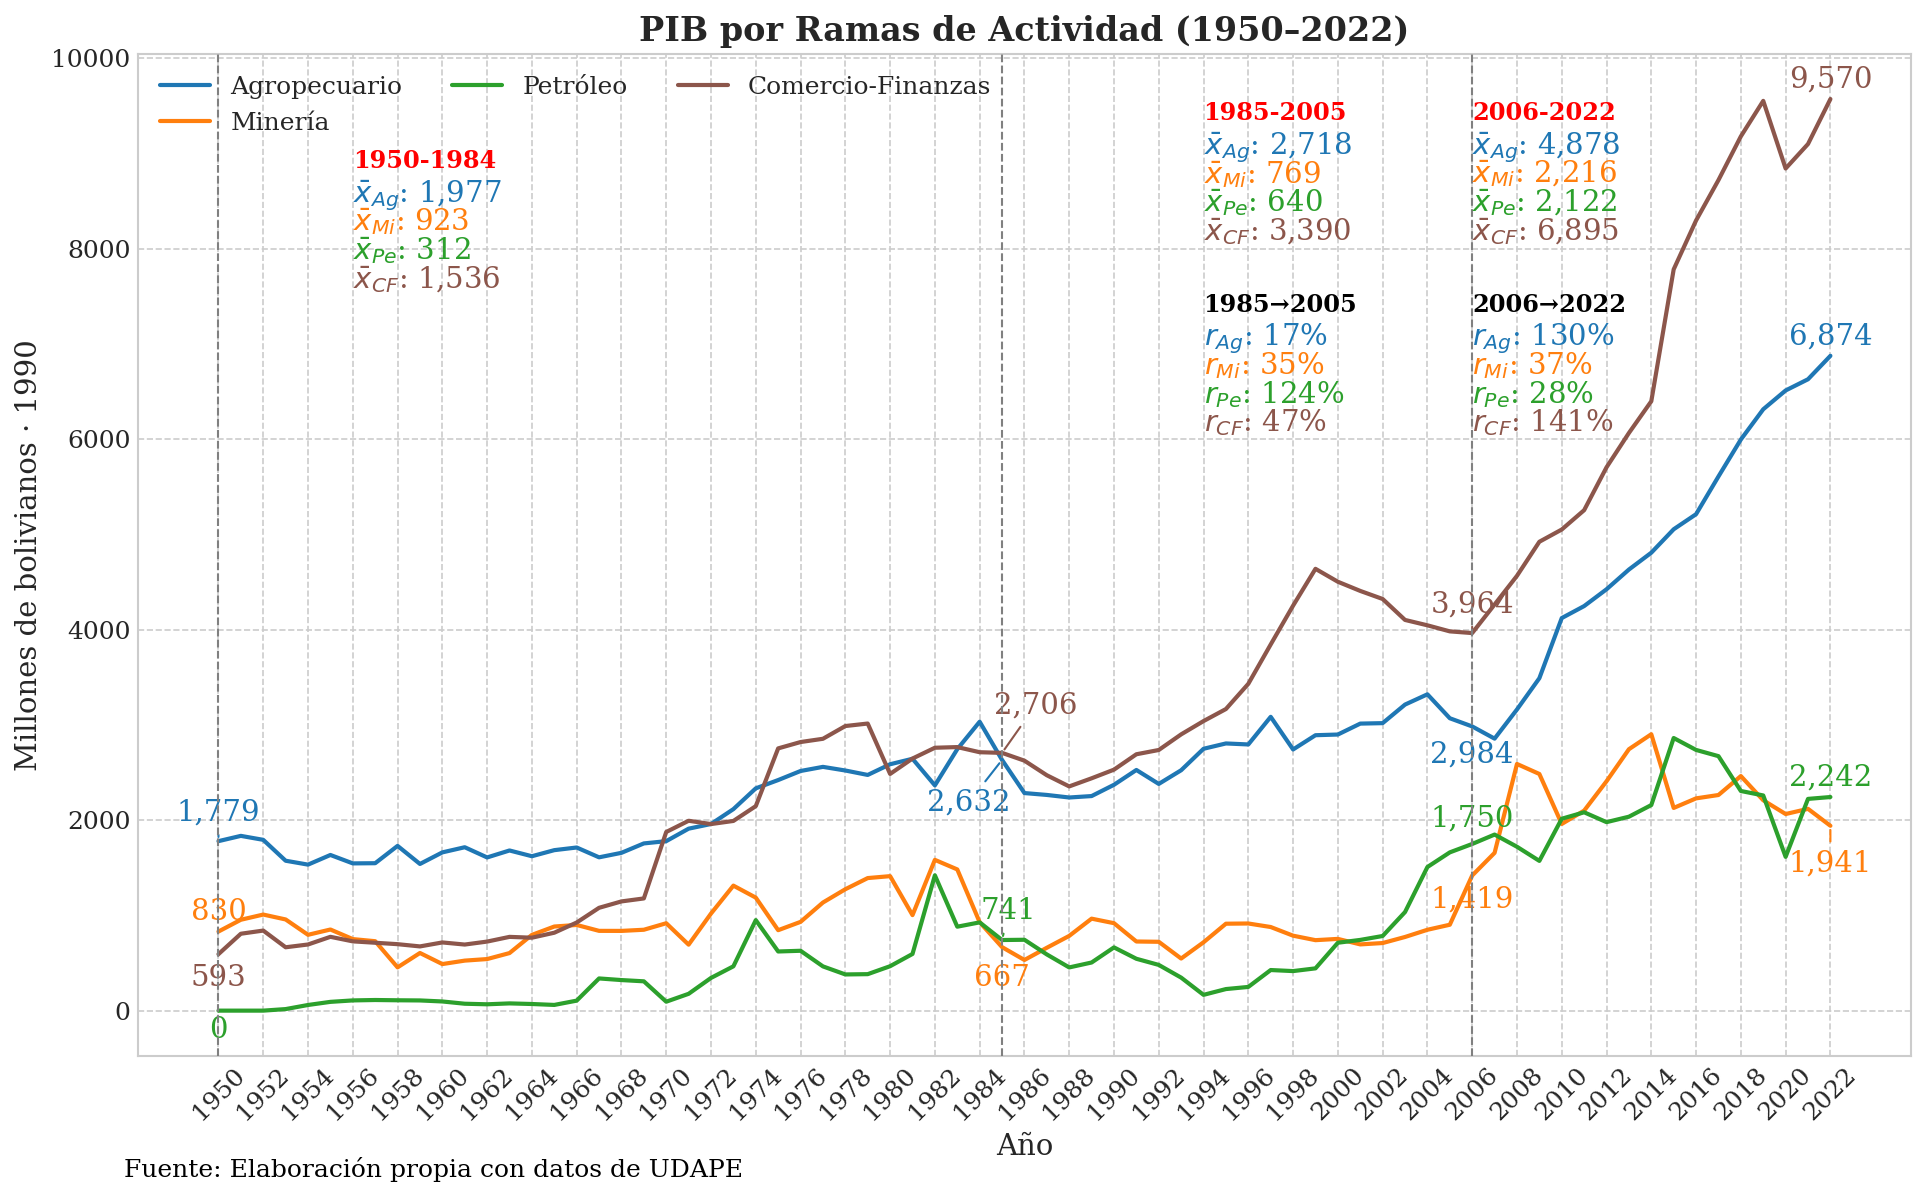 PIB por Ramas de Actividad (1950–2022)
Millones de bolivianos · 1990
10000
8000
6000
4000
2000
0
Agropecuario
Petróleo
Comercio-Finanzas
Minería
1950-1984
x̄Ag: 1,977
x̄Mi: 923
x̄Pe: 312
x̄CF: 1,536
1985-2005
x̄Ag: 2,718
x̄Mi: 769
x̄Pe: 640
x̄CF: 3,390
2006-2022
x̄Ag: 4,878
x̄Mi: 2,216
x̄Pe: 2,122
x̄CF: 6,895
1985→2005
rAg: 17%
rMi: 35%
rPe: 124%
rCF: 47%
2006→2022
rAg: 130%
rMi: 37%
rPe: 28%
rCF: 141%
1,779
830
593
0
2,706
2,632
741
667
3,964
2,984
1,750
1,419
9,570
6,874
2,242
1,941
1950 1952 1954 1956 1958 1960 1962 1964 1966 1968 1970 1972 1974 1976 1978 1980 1982 1984 1986 1988 1990 1992 1994 1996 1998 2000 2002 2004 2006 2008 2010 2012 2014 2016 2018 2020 2022
Año
Fuente: Elaboración propia con datos de UDAPE